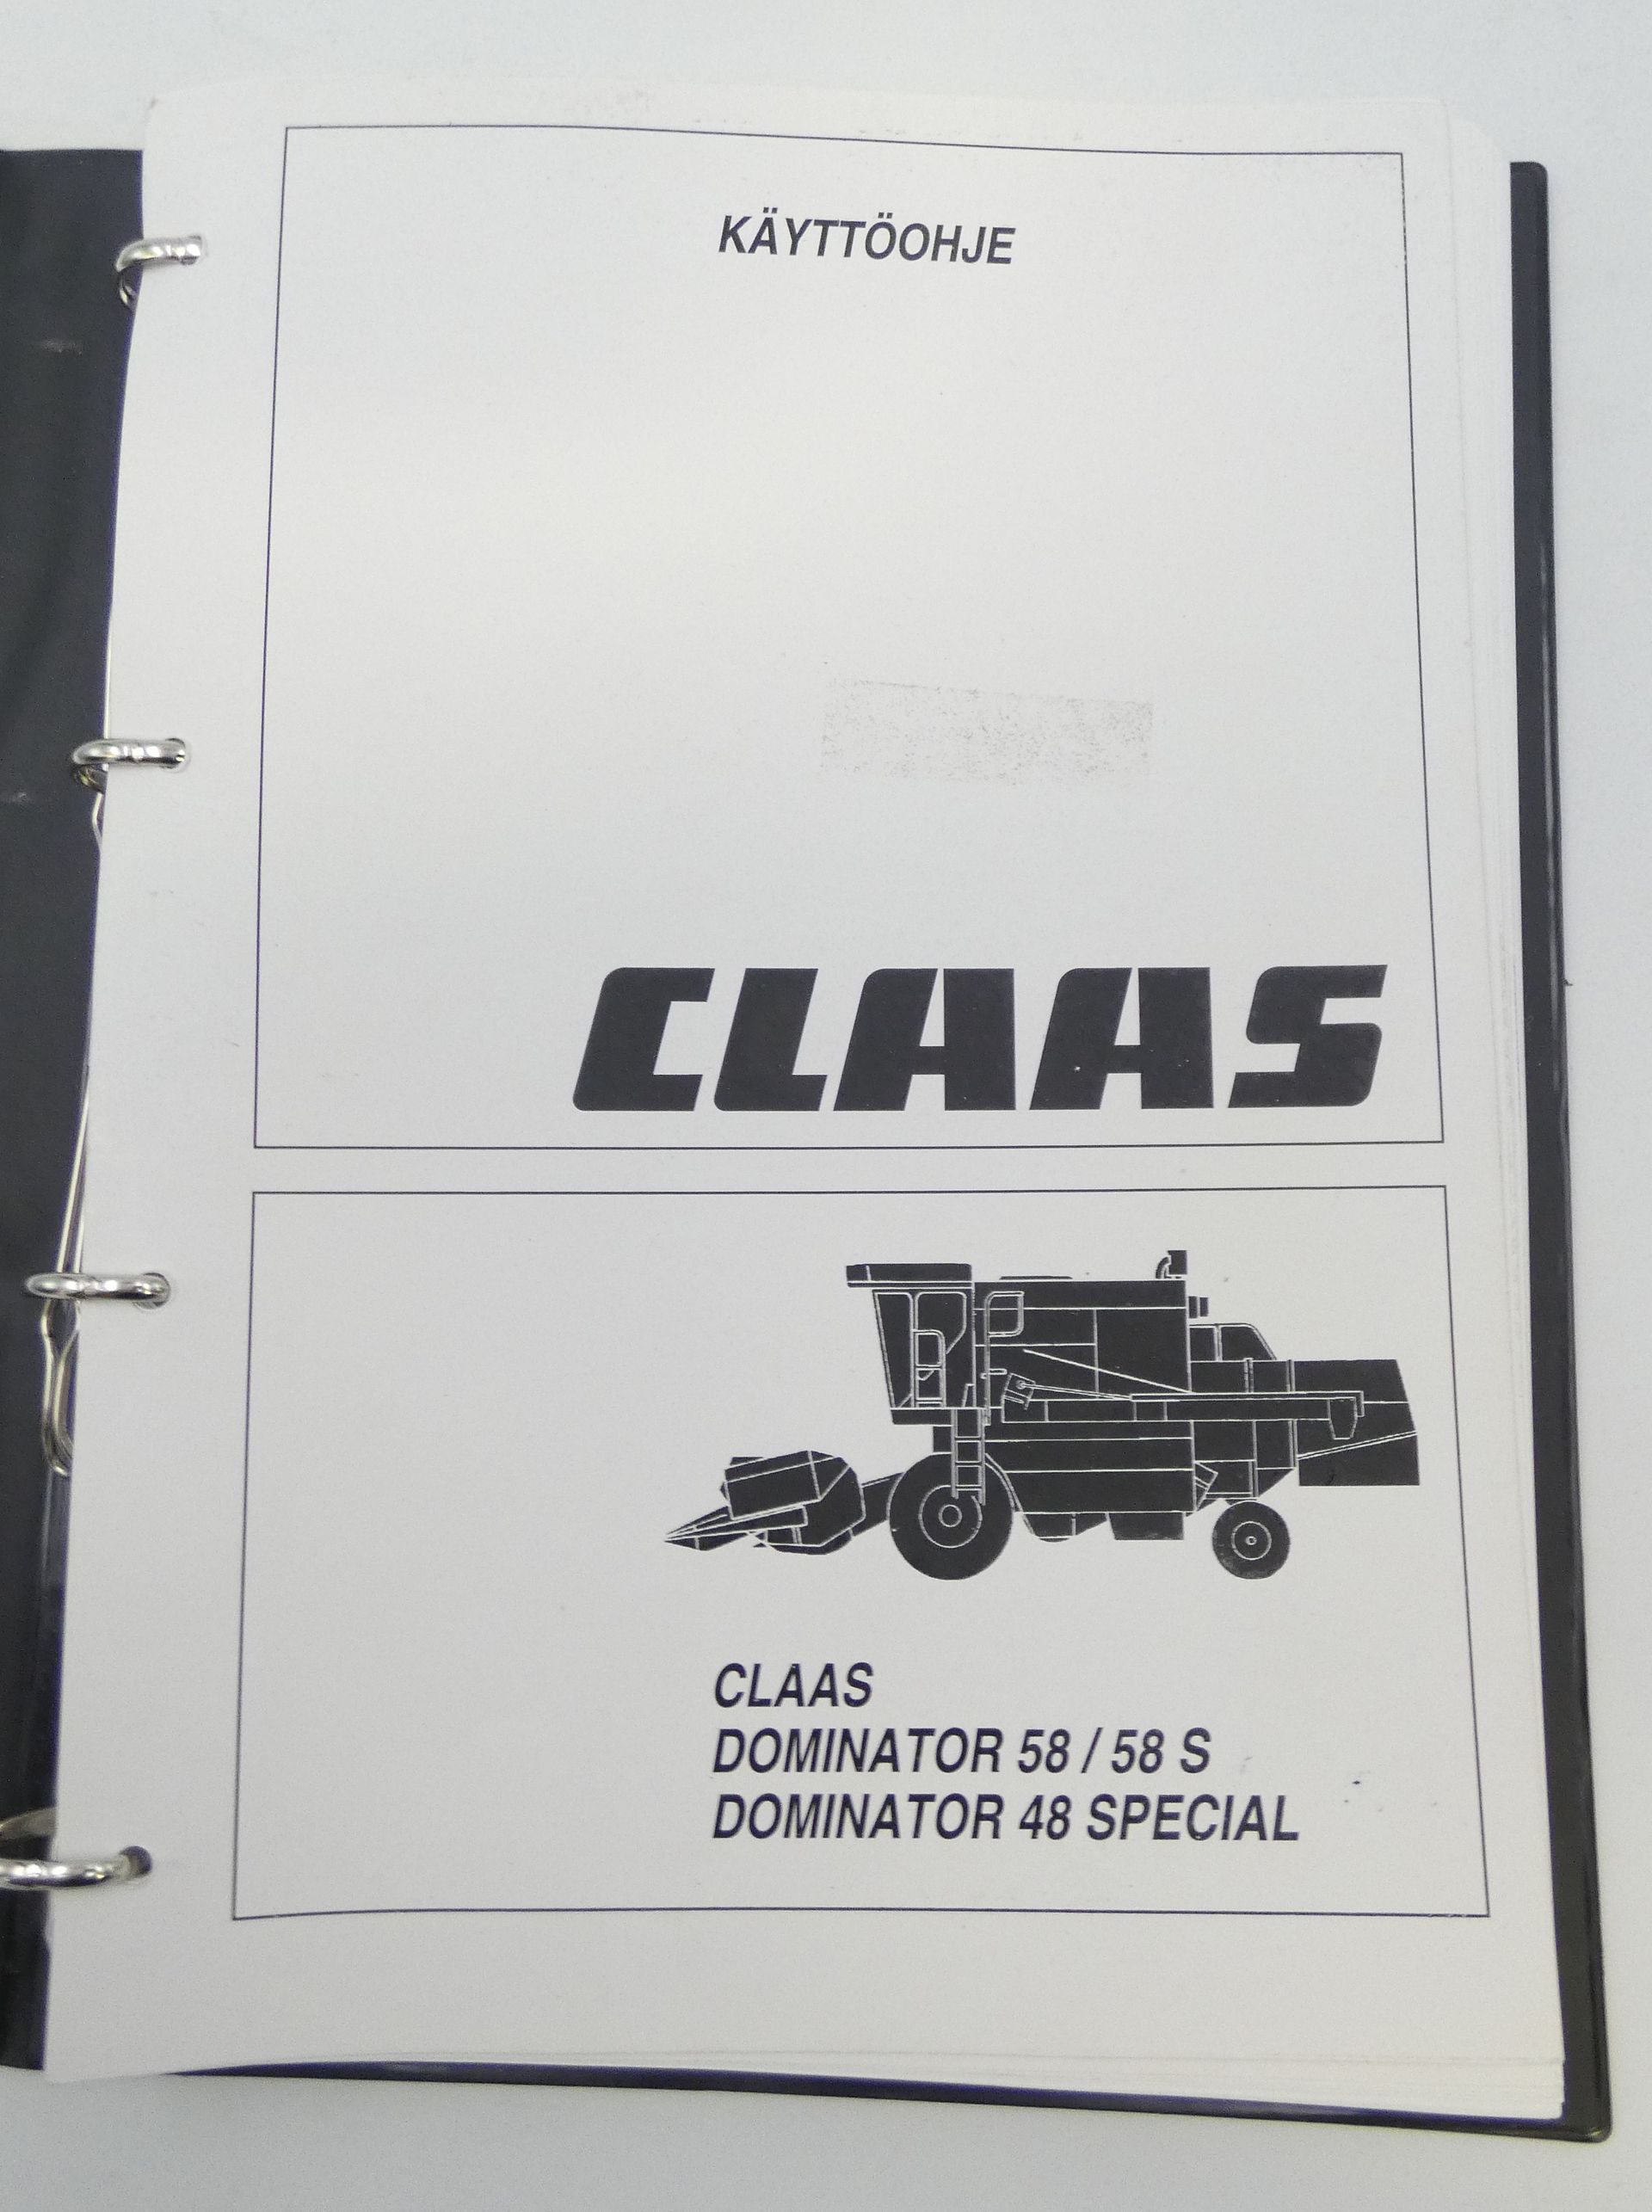 KÄYTTÖOHJE
CLAAS
CLAAS
DOMINATOR 58 / 58 S
DOMINATOR 48 SPECIAL